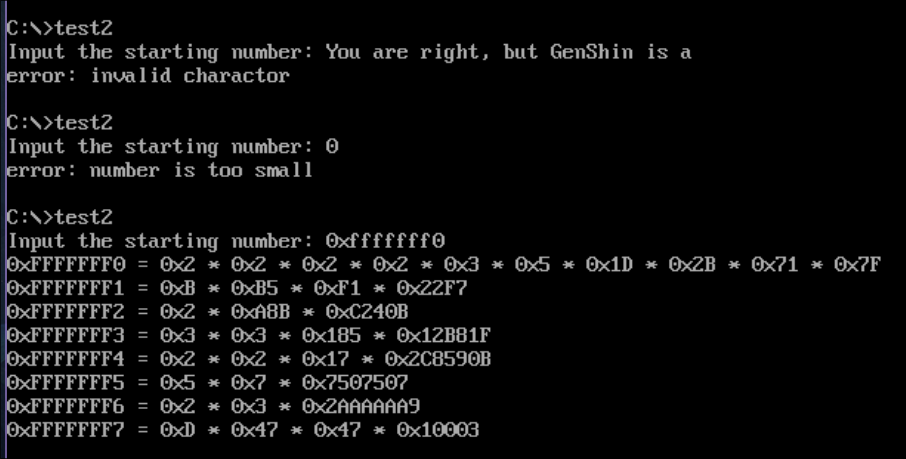 C:\>test2
Input the starting number: You are right, but GenShin is a
error: invalid charactor
C:\>test2
Input the starting number: 0
error: number is too small
C:\>test2
Input the starting number: 0xfffffff0
0xFFFFFFF0 = 0x2 * 0x2 * 0x2 * 0x2 * 0x3 * 0x5 * 0x1D * 0x2B * 0x71 * 0x7F
0xFFFFFFF1 = 0xB * 0xB5 * 0xF1 * 0x22F7
0xFFFFFFF2 = 0x2 * 0xA8B * 0xC240B
0xFFFFFFF3 = 0x3 * 0x3 * 0x185 * 0x12B81F
0xFFFFFFF4 = 0x2 * 0x2 * 0x17 * 0x2C8590B
0xFFFFFFF5 = 0x5 * 0x7 * 0x7507507
0xFFFFFFF6 = 0x2 * 0x3 * 0x2AAAAAA9
0xFFFFFFF7 = 0xD * 0x47 * 0x47 * 0x10003